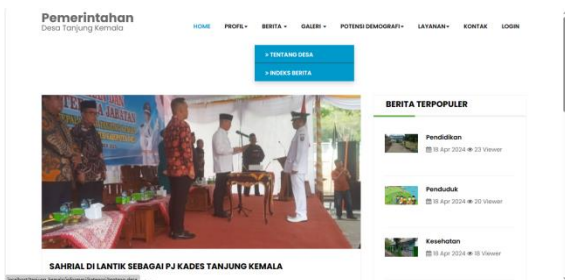 Pemerintahan
Desa Tanjung Kemala
HOME PROFIL BERITA GALERI POTENSI DEMOGRAFI LAYANAN KONTAK LOGIN
> TENTANG DESA
> INDEKS BERITA
BERITA TERPOPULER
Pendidikan
18 Apr 2024 23 Viewer
Penduduk
18 Apr 2024 20 Viewer
Kesehatan
18 Apr 2024 18 Viewer
JABATAN
SAHRIAL DI LANTIK SEBAGAI PJ KADES TANJUNG KEMALA